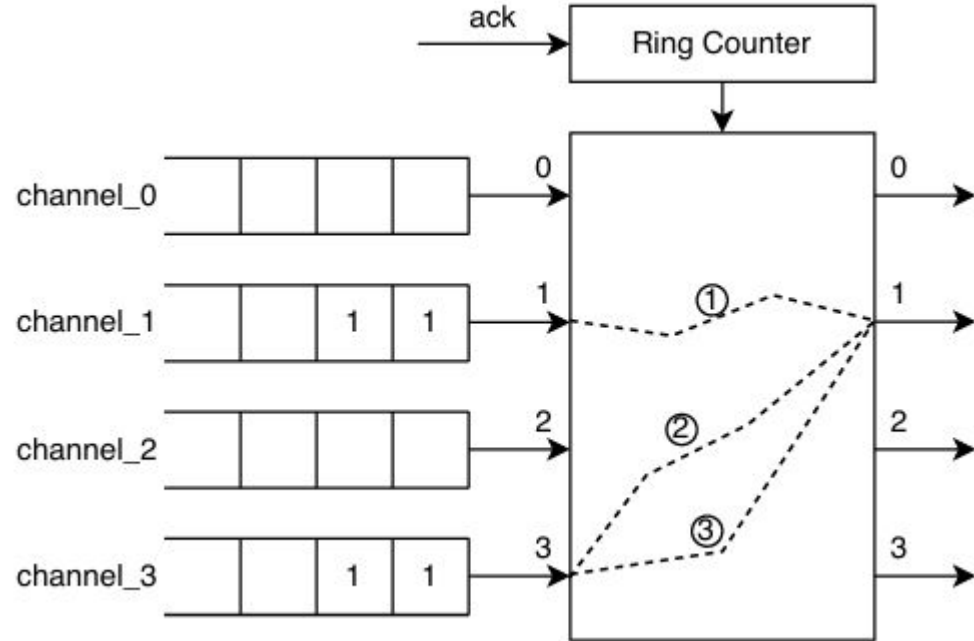 ack
Ring Counter
0
0
channel_0
1
1
channel_1
1
1
①
2
2
channel_2
②
3
3
channel_3
1
1
③